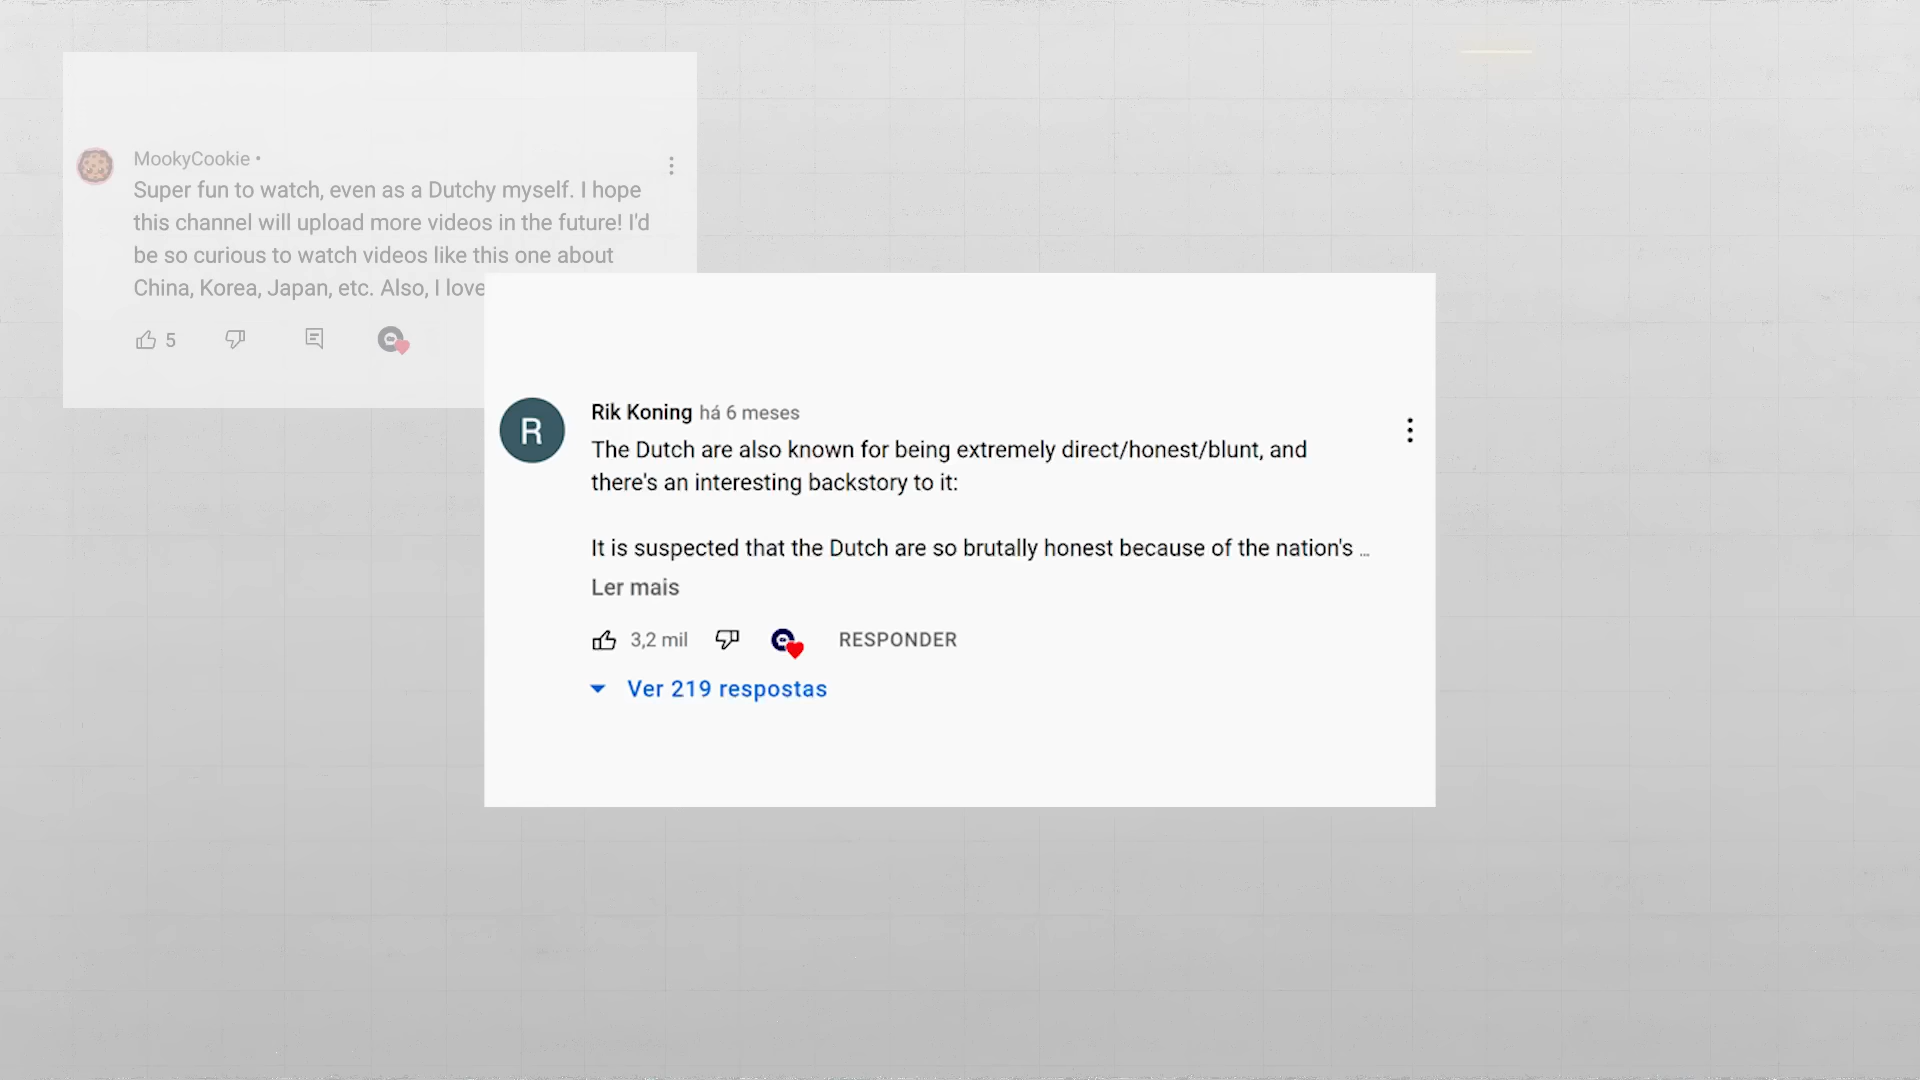 MookyCookie •
Super fun to watch, even as a Dutchy myself. I hope
this channel will upload more videos in the future! I'd
be so curious to watch videos like this one about
China, Korea, Japan, etc. Also, I love
5
R
Rik Koning há 6 meses
The Dutch are also known for being extremely direct/honest/blunt, and
there's an interesting backstory to it:
It is suspected that the Dutch are so brutally honest because of the nation's ...
Ler mais
3,2 mil
RESPONDER
Ver 219 respostas